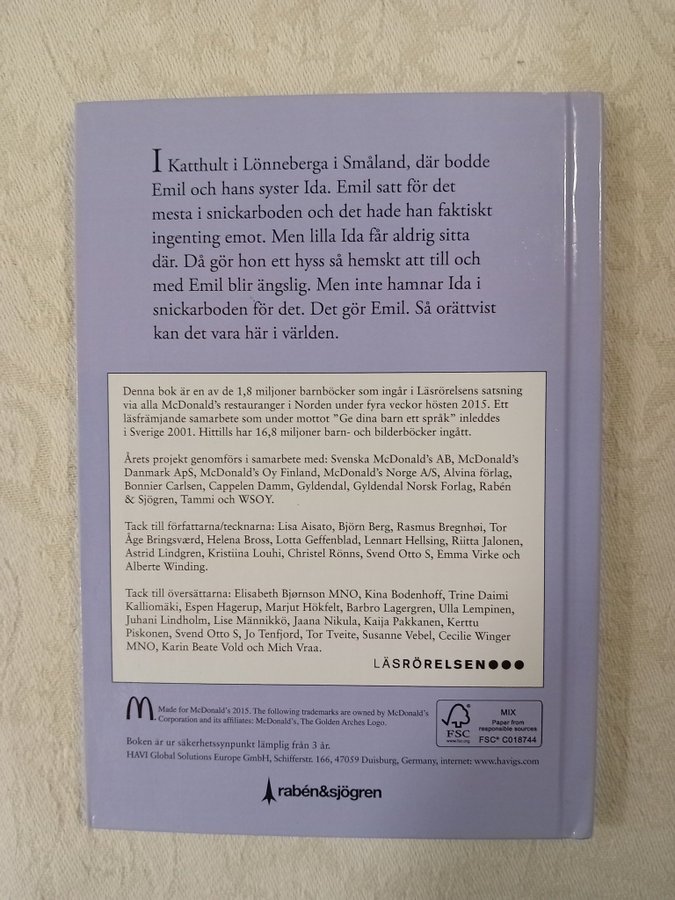 I Katthult i Lönneberga i Småland, där bodde
Emil och hans syster Ida. Emil satt för det
mesta i snickarboden och det hade han faktiskt
ingenting emot. Men lilla Ida får aldrig sitta
där. Då gör hon ett hyss så hemskt att till och
med Emil blir ängslig. Men inte hamnar Ida i
snickarboden för det. Det gör Emil. Så orättvist
kan det vara här i världen.
Denna bok är en av de 1,8 miljoner barnböcker som ingår i Läsrörelsens satsning
via alla McDonald's restauranger i Norden under fyra veckor hösten 2015. Ett
läsfrämjande samarbete som under mottot ”Ge dina barn ett språk” inleddes
i Sverige 2001. Hittills har 16,8 miljoner barn- och bilderböcker ingått.
Årets projekt genomförs i samarbete med: Svenska McDonald's AB, McDonald's
Danmark ApS, McDonald's Oy Finland, McDonald's Norge A/S, Alvina förlag,
Bonnier Carlsen, Cappelen Damm, Gyldendal, Gyldendal Norsk Forlag, Rabén
& Sjögren, Tammi och WSOY.
Tack till författarna/tecknarna: Lisa Aisato, Björn Berg, Rasmus Bregnhøi, Tor
Åge Bringsværd, Helena Bross, Lotta Geffenblad, Lennart Hellsing, Riitta Jalonen,
Astrid Lindgren, Kristiina Louhi, Christel Rönns, Svend Otto S, Emma Virke och
Alberte Winding.
Tack till översättarna: Elisabeth Bjørnson MNO, Kina Bodenhoff, Trine Daimi
Kalliomäki, Espen Hagerup, Marjut Hökfelt, Barbro Lagergren, Ulla Lempinen,
Juhani Lindholm, Lise Männikkö, Jaana Nikula, Kaija Pakkanen, Kerttu
Piskonen, Svend Otto S, Jo Tenfjord, Tor Tveite, Susanne Vebel, Cecilie Winger
MNO, Karin Beate Vold och Mich Vraa.
LÄSRÖRELSEN
Made for McDonald's 2015. The following trademarks are owned by McDonald's
Corporation and its affiliates: McDonald's, The Golden Arches Logo.
FSC
www.fsc.org
MIX
Paper from
responsible sources
FSC® C018744
Boken är ur säkerhetssynpunkt lämplig från 3 år.
HAVI Global Solutions Europe GmbH, Schifferstr. 166, 47059 Duisburg, Germany, internet: www.havigs.com
rabén&sjögren